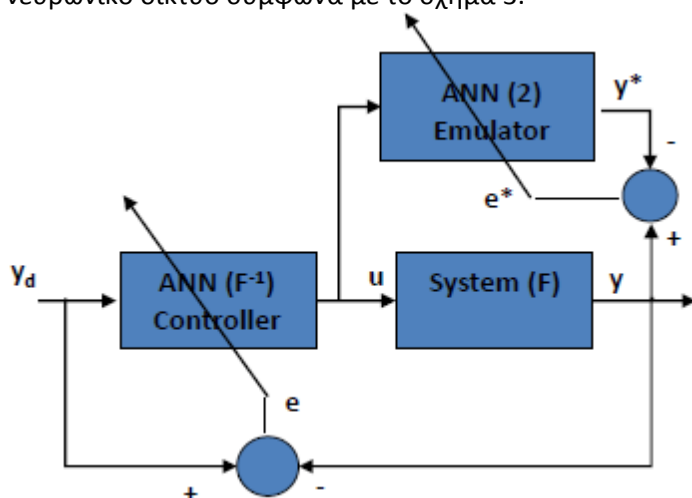 νευρωνικό δίκτυο σύμφωνα με το σχήμα 3.
ANN (2)
Emulator
y*
-
e*
+
yd
ANN (F-1)
Controller
u
System (F)
y
e
+
-